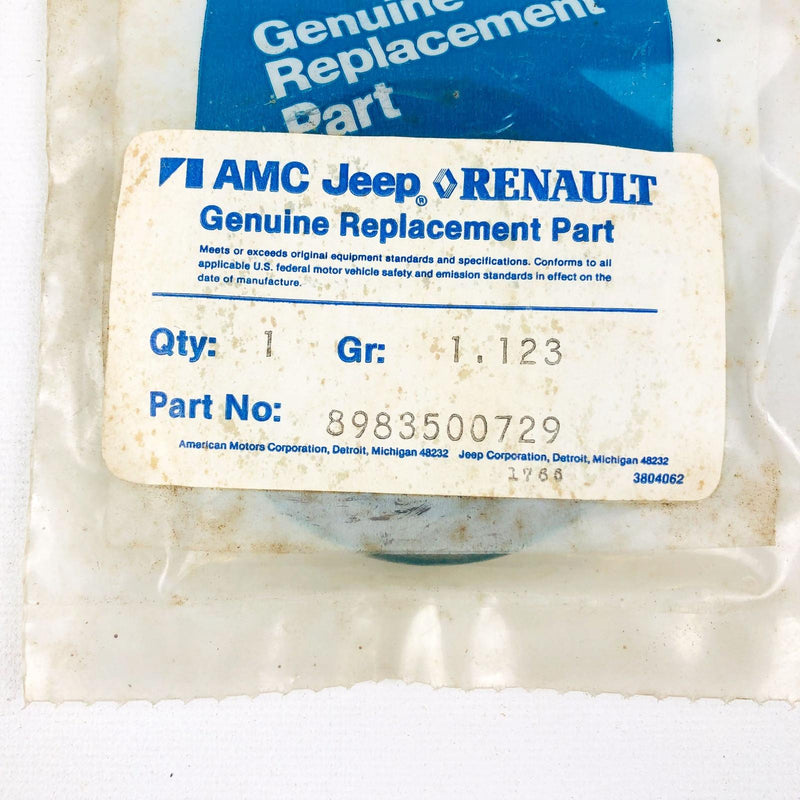 Genuine
Replacement
Part
AMC Jeep® RENAULT
Genuine Replacement Part
Meets or exceeds original equipment standards and specifications. Conforms to all
applicable U.S. federal motor vehicle safety and emission standards in effect on the
date of manufacture.
Qty: 1 Gr: 1.123
Part No: 8983500729
American Motors Corporation, Detroit, Michigan 48232 Jeep Corporation, Detroit, Michigan 48232
1766 3804062